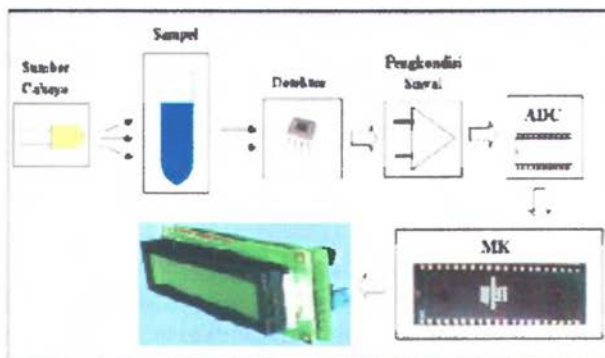 Sampel
Sumber
Cahaya
Detektor
Pengkondisi
Sinyal
ADC
MK